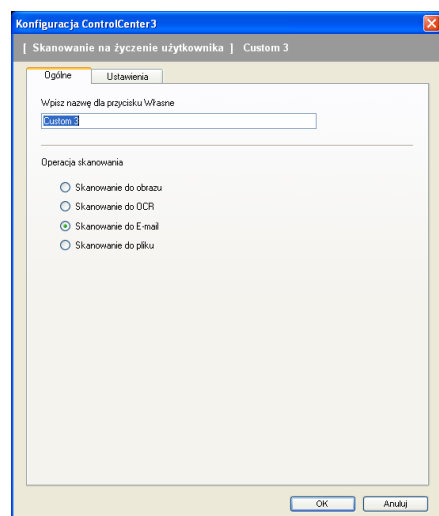 Konfiguracja ControlCenter3
[ Skanowanie na życzenie użytkownika ] Custom 3
Ogólne Ustawienia
Wpisz nazwę dla przycisku Własne
Custom 3
Operacja skanowania
Skanowanie do obrazu
Skanowanie do OCR
Skanowanie do E-mail
Skanowanie do pliku
OK Anuluj